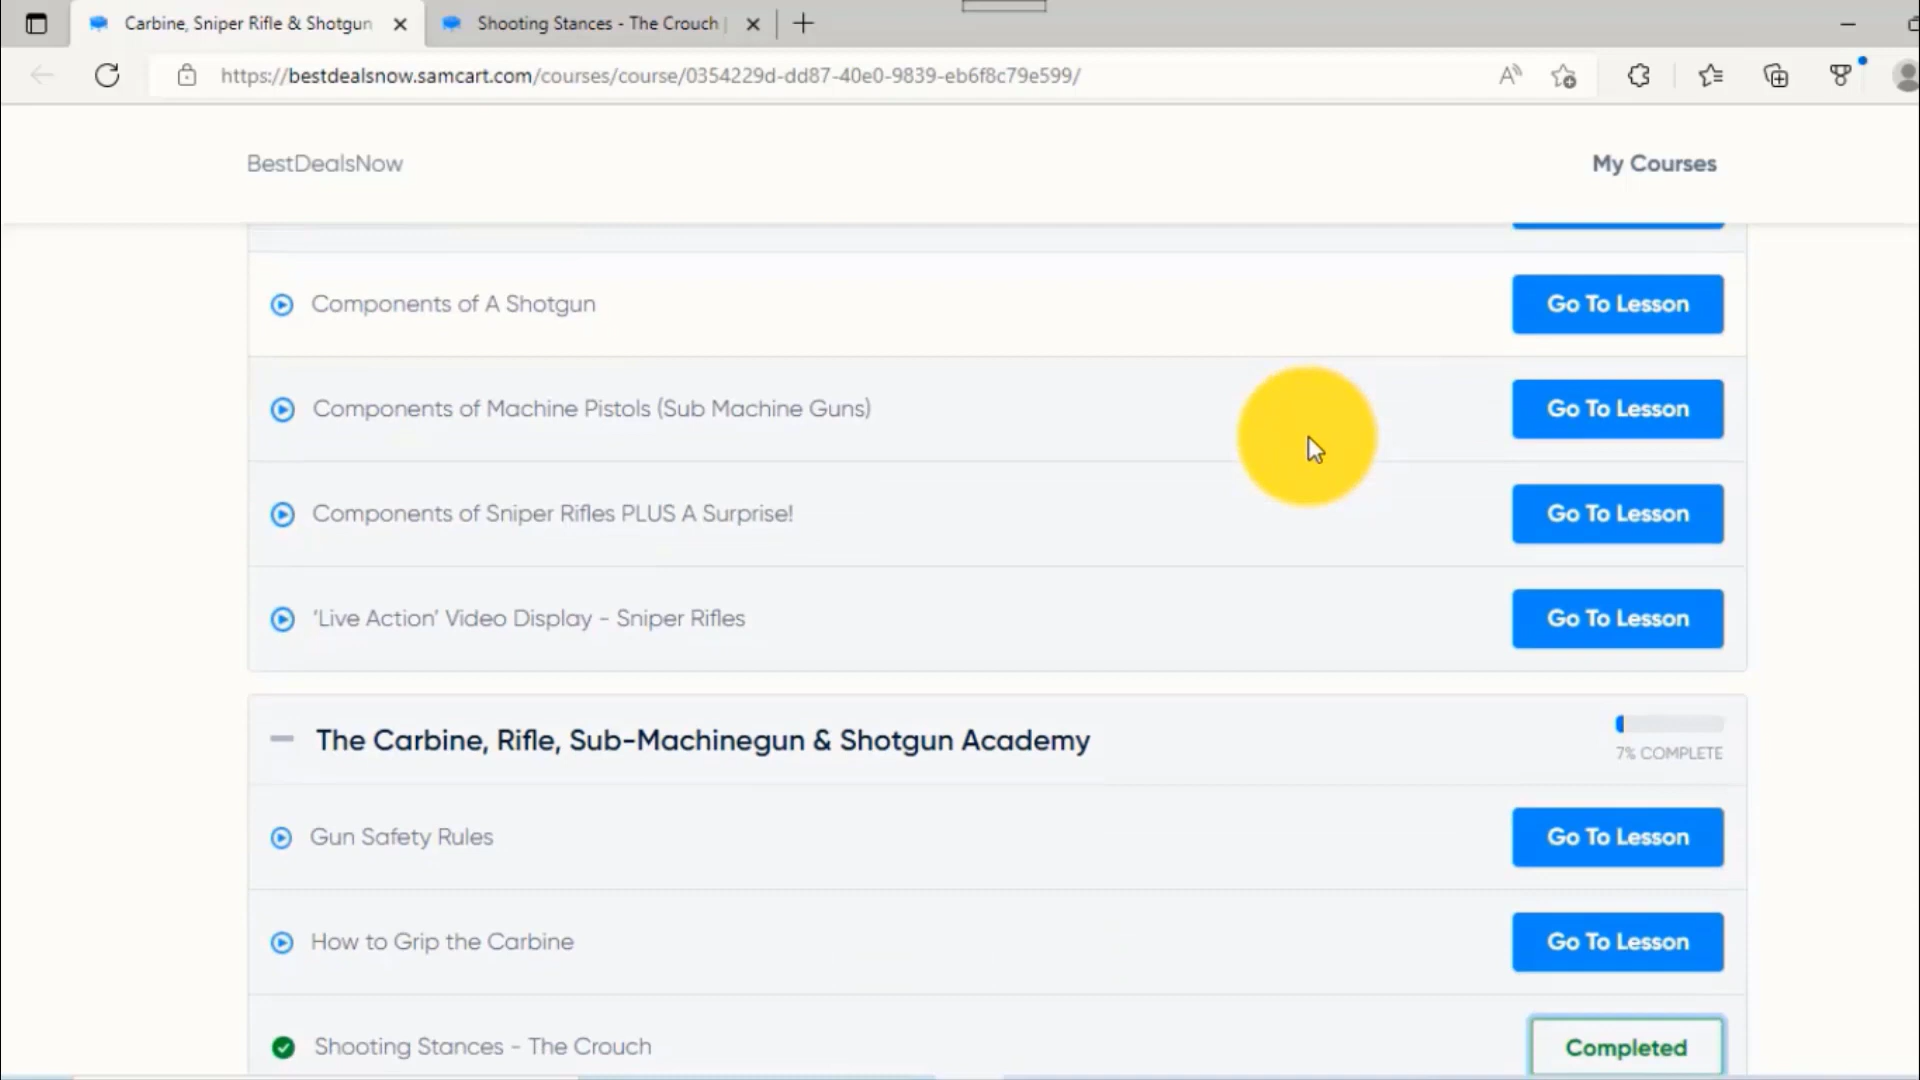 Carbine, Sniper Rifle & Shotgun
Shooting Stances - The Crouch
https://bestdealsnow.samcart.com/courses/course/0354229d-dd87-40e0-9839-eb6f8c79e599/
BestDealsNow
My Courses
Components of A Shotgun
Go To Lesson
Components of Machine Pistols (Sub Machine Guns)
Go To Lesson
Components of Sniper Rifles PLUS A Surprise!
Go To Lesson
‘Live Action’ Video Display - Sniper Rifles
Go To Lesson
The Carbine, Rifle, Sub-Machinegun & Shotgun Academy
7% COMPLETE
Gun Safety Rules
Go To Lesson
How to Grip the Carbine
Go To Lesson
Shooting Stances - The Crouch
Completed